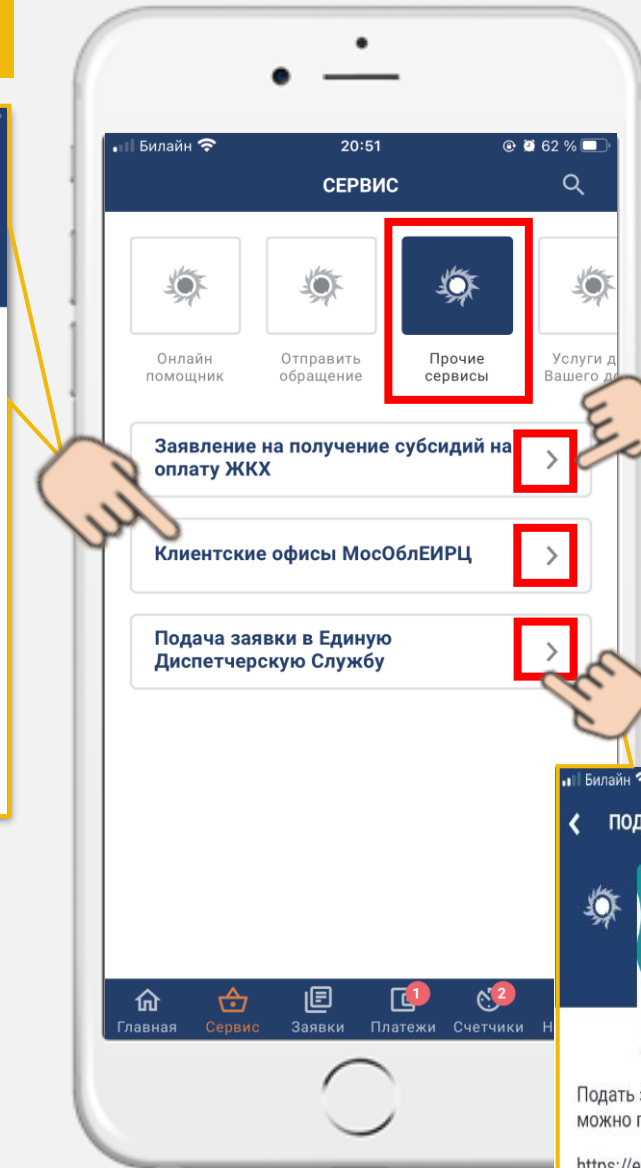 Билайн 20:51 62 %
СЕРВИС
Онлайн
помощник
Отправить
обращение
Прочие
сервисы
Услуги
Вашего
Заявление на получение субсидий на
оплату ЖКХ
Клиентские офисы МосОблЕИРЦ
Подача заявки в Единую
Диспетчерскую Службу
1
2
Главная Сервис Заявки Платежи Счетчики
Билайн
Подать
можно